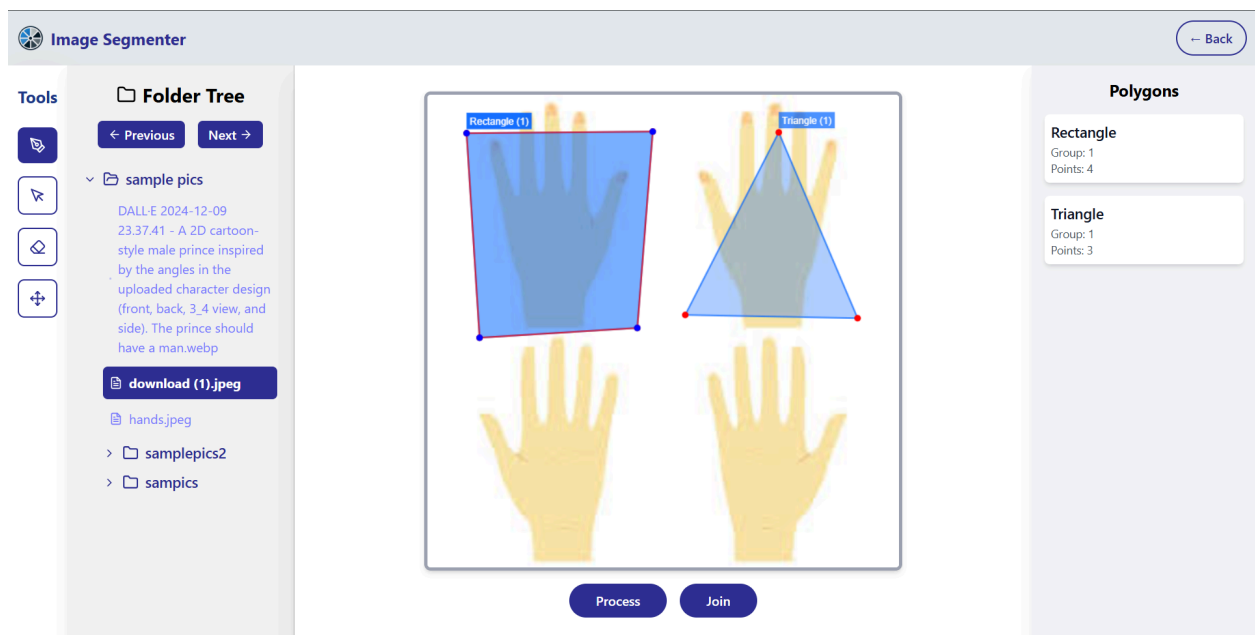 Image Segmenter
← Back
Tools
Folder Tree
← Previous
Next →
sample pics
DALL·E 2024-12-09
23.37.41 - A 2D cartoon-
style male prince inspired
by the angles in the
uploaded character design
(front, back, 3_4 view, and
side). The prince should
have a man.webp
download (1).jpeg
hands.jpeg
samplepics2
sampics
Rectangle (1)
Triangle (1)
Process
Join
Polygons
Rectangle
Group: 1
Points: 4
Triangle
Group: 1
Points: 3